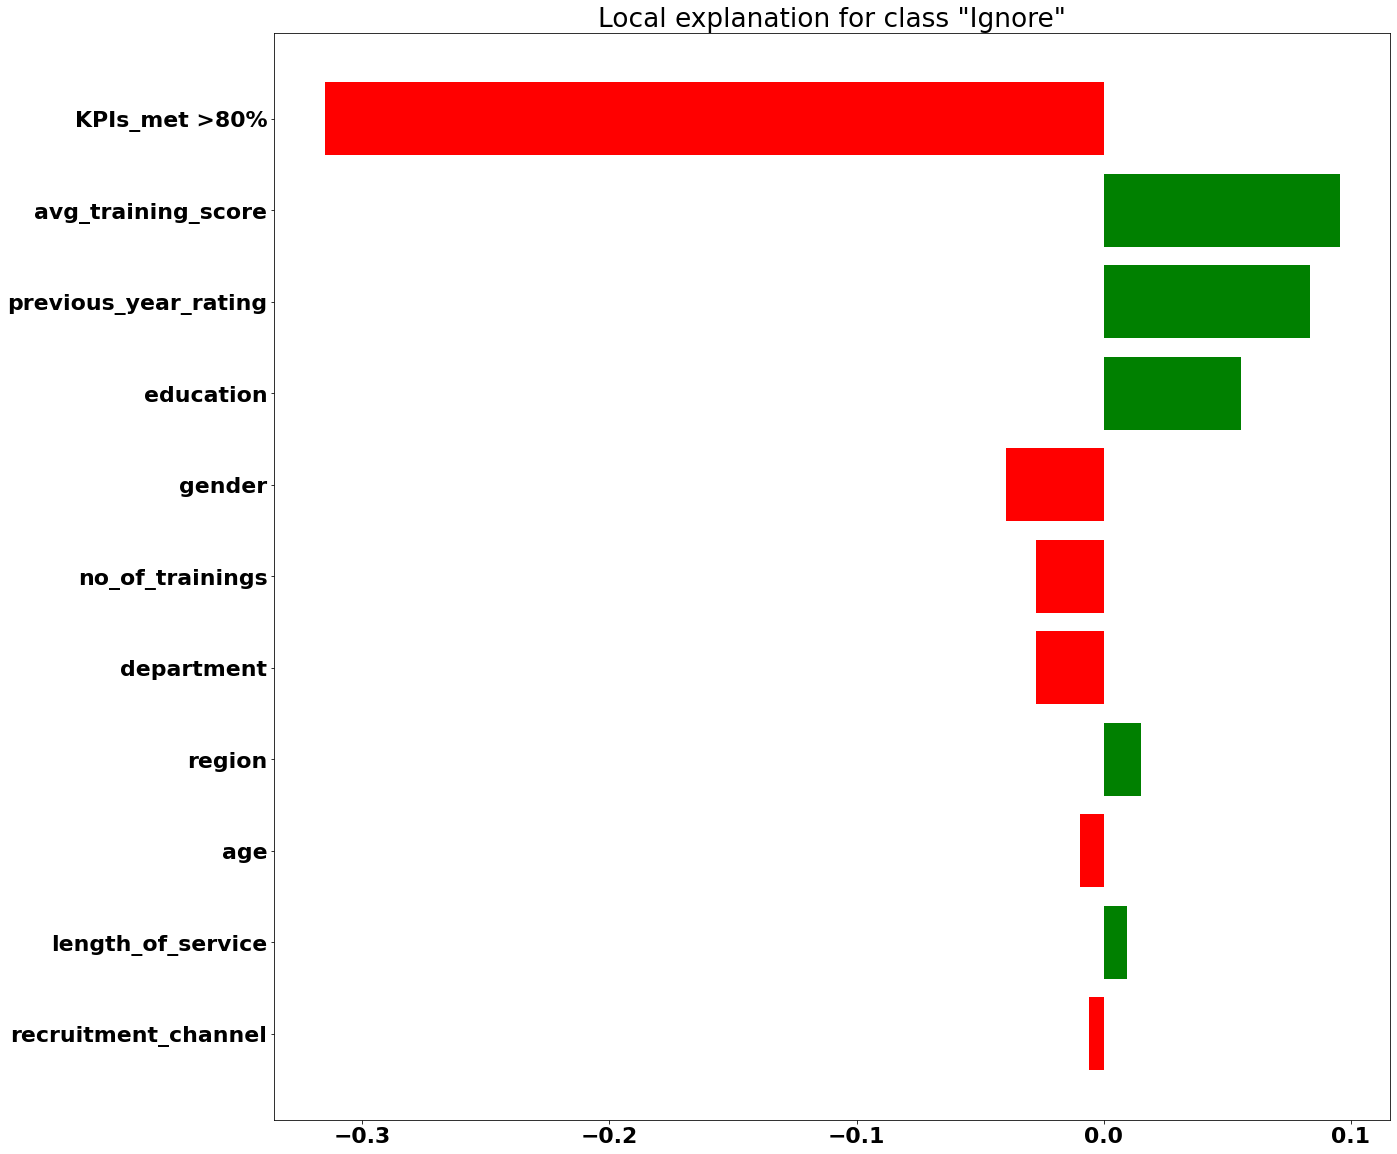 Local explanation for class "Ignore"
KPIs_met >80%
avg_training_score
previous_year_rating
education
gender
no_of_trainings
department
region
age
length_of_service
recruitment_channel
−0.3 −0.2 −0.1 0.0 0.1